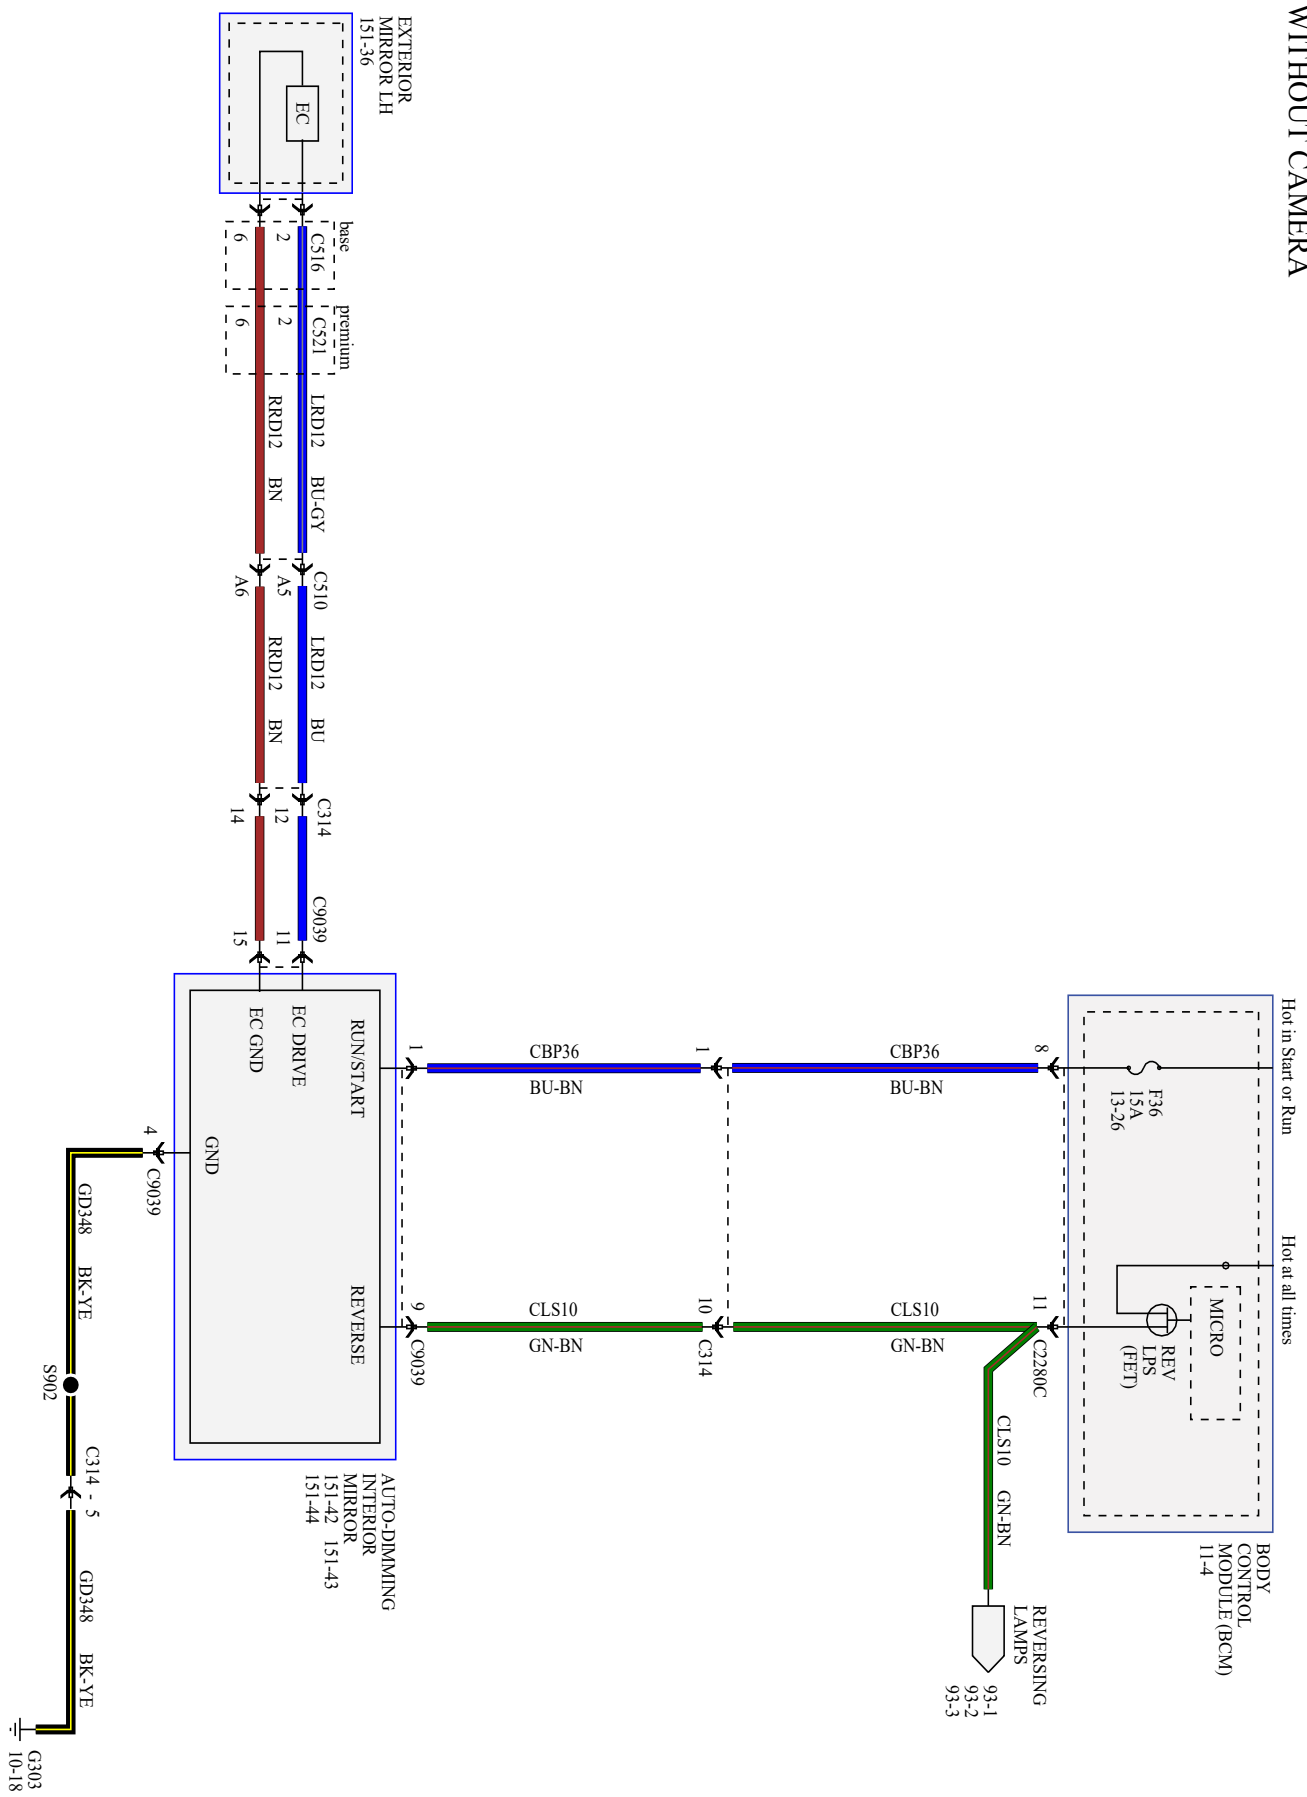 WITHOUT CAMERA
Hot in Start or Run
Hot at all times
F36
15A
13-26
MICRO
REV
LPS
(FET)
BODY
CONTROL
MODULE (BCM)
11-4
8
11
C2280C
CBP36
BU-BN
CLS10
GN-BN
CLS10
GN-BN
REVERSING
LAMPS
93-1
93-2
93-3
1
10
C314
CBP36
BU-BN
CLS10
GN-BN
1
9
C9039
EXTERIOR
MIRROR LH
151-36
EC
base
C516
2
6
premium
C521
2
6
LRD12
BU-GY
RRD12
BN
C510
A5
A6
LRD12
BU
RRD12
BN
C314
12
14
C9039
11
15
RUN/START
EC DRIVE
EC GND
REVERSE
GND
AUTO-DIMMING
INTERIOR
MIRROR
151-42 151-43
151-44
4
C9039
GD348
BK-YE
S902
C314 - 5
GD348
BK-YE
G303
10-18